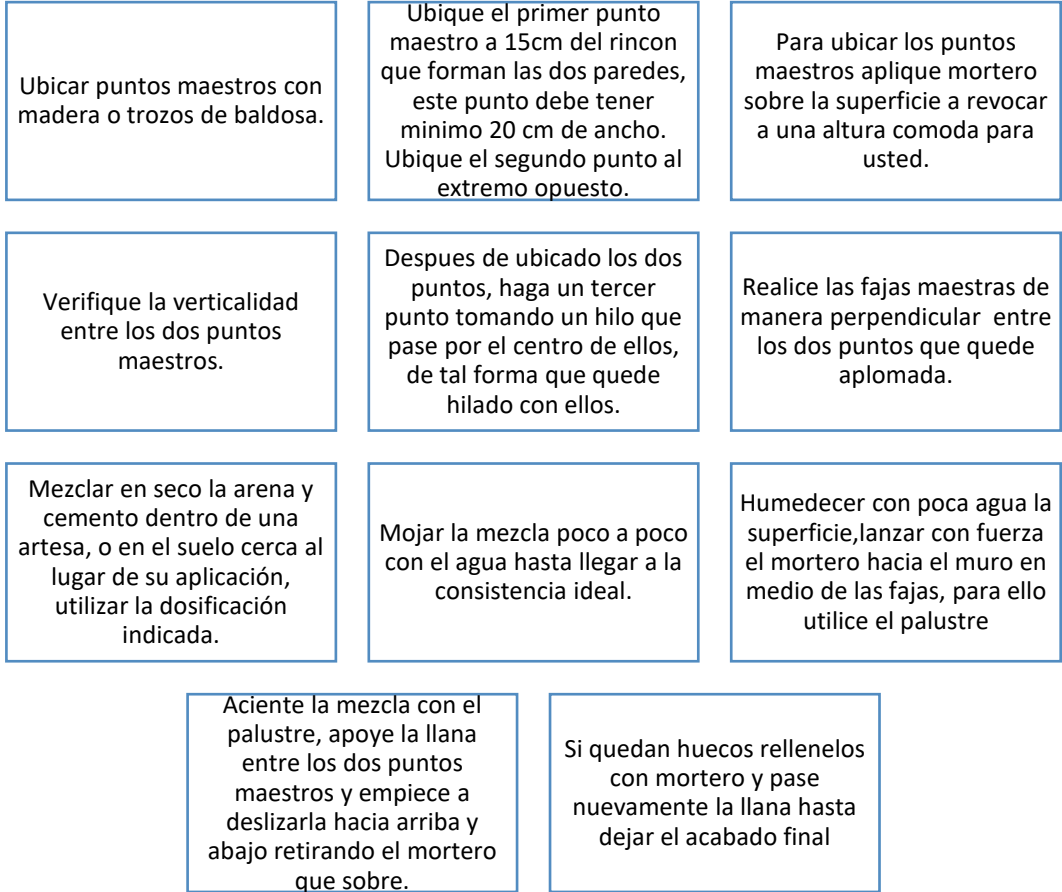 Ubicar puntos maestros con
madera o trozos de baldosa.
Ubique el primer punto
maestro a 15cm del rincon
que forman las dos paredes,
este punto debe tener
minimo 20 cm de ancho.
Ubique el segundo punto al
extremo opuesto.
Para ubicar los puntos
maestros aplique mortero
sobre la superficie a revocar
a una altura comoda para
usted.
Verifique la verticalidad
entre los dos puntos
maestros.
Despues de ubicado los dos
puntos, haga un tercer
punto tomando un hilo que
pase por el centro de ellos,
de tal forma que quede
hilado con ellos.
Realice las fajas maestras de
manera perpendicular  entre
los dos puntos que quede
aplomada.
Mezclar en seco la arena y
cemento dentro de una
artesa, o en el suelo cerca al
lugar de su aplicación,
utilizar la dosificación
indicada.
Mojar la mezcla poco a poco
con el agua hasta llegar a la
consistencia ideal.
Humedecer con poca agua la
superficie,lanzar con fuerza
el mortero hacia el muro en
medio de las fajas, para ello
utilice el palustre
Aciente la mezcla con el
palustre, apoye la llana
entre los dos puntos
maestros y empiece a
deslizarla hacia arriba y
abajo retirando el mortero
que sobre.
Si quedan huecos rellenelos
con mortero y pase
nuevamente la llana hasta
dejar el acabado final